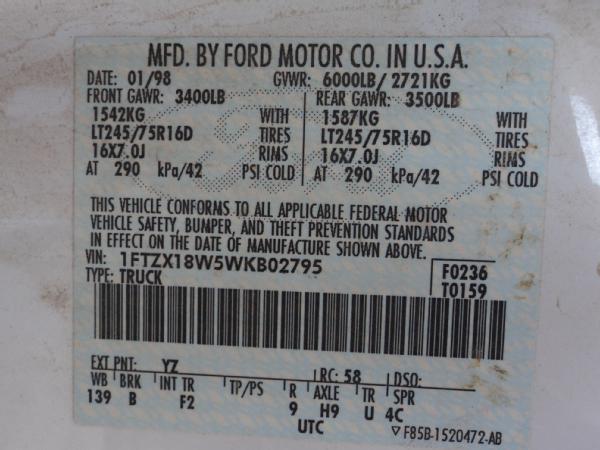 MFD. BY FORD MOTOR CO. IN U.S.A.
DATE: 01/98 GVWR: 6000LB/ 2721KG
FRONT GAWR: 3400LB REAR GAWR: 3500LB
1542KG WITH 1587KG WITH
LT245/75R16D TIRES LT245/75R16D TIRES
16X7.0J RIMS 16X7.0J RIMS
AT 290 kPa/42 PSI COLD AT 290 kPa/42 PSI COLD
THIS VEHICLE CONFORMS TO ALL APPLICABLE FEDERAL MOTOR
VEHICLE SAFETY, BUMPER, AND THEFT PREVENTION STANDARDS
IN EFFECT ON THE DATE OF MANUFACTURE SHOWN ABOVE.
VIN: 1FTZX18W5WKB02795 F0236
TYPE: TRUCK T0159
EXT PNT: YZ RC: 58 DSO:
WB BRK INT TR TP/PS R AXLE TR SPR
139 B F2 9 H9 U 4C
UTC ▽ F85B-1520472-AB